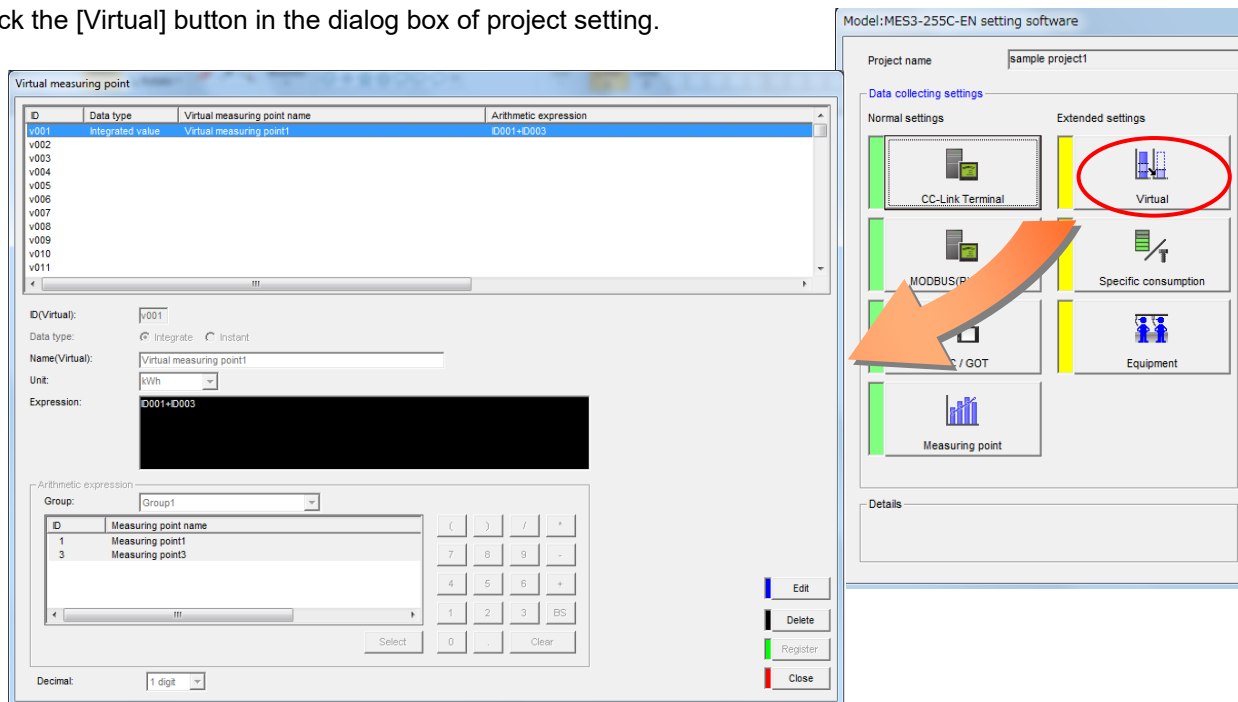 ck the [Virtual] button in the dialog box of project setting.
Model:MES3-255C-EN setting software
Project name sample project1
Data collecting settings
Normal settings Extended settings
CC-Link Terminal Virtual
MODBUS(R) Specific consumption
/ GOT Equipment
Measuring point
Details
Virtual measuring point
ID Data type Virtual measuring point name Arithmetic expression
v001 Integrated value Virtual measuring point1 ID001+ID003
v002
v003
v004
v005
v006
v007
v008
v009
v010
v011
ID(Virtual): v001
Data type: Integrate Instant
Name(Virtual): Virtual measuring point1
Unit: kWh
Expression: ID001+ID003
Arithmetic expression
Group: Group1
ID Measuring point name
1 Measuring point1
3 Measuring point3
( ) / *
7 8 9 -
4 5 6 +
1 2 3 BS
Select 0 . Clear
Edit
Delete
Register
Close
Decimal: 1 digit